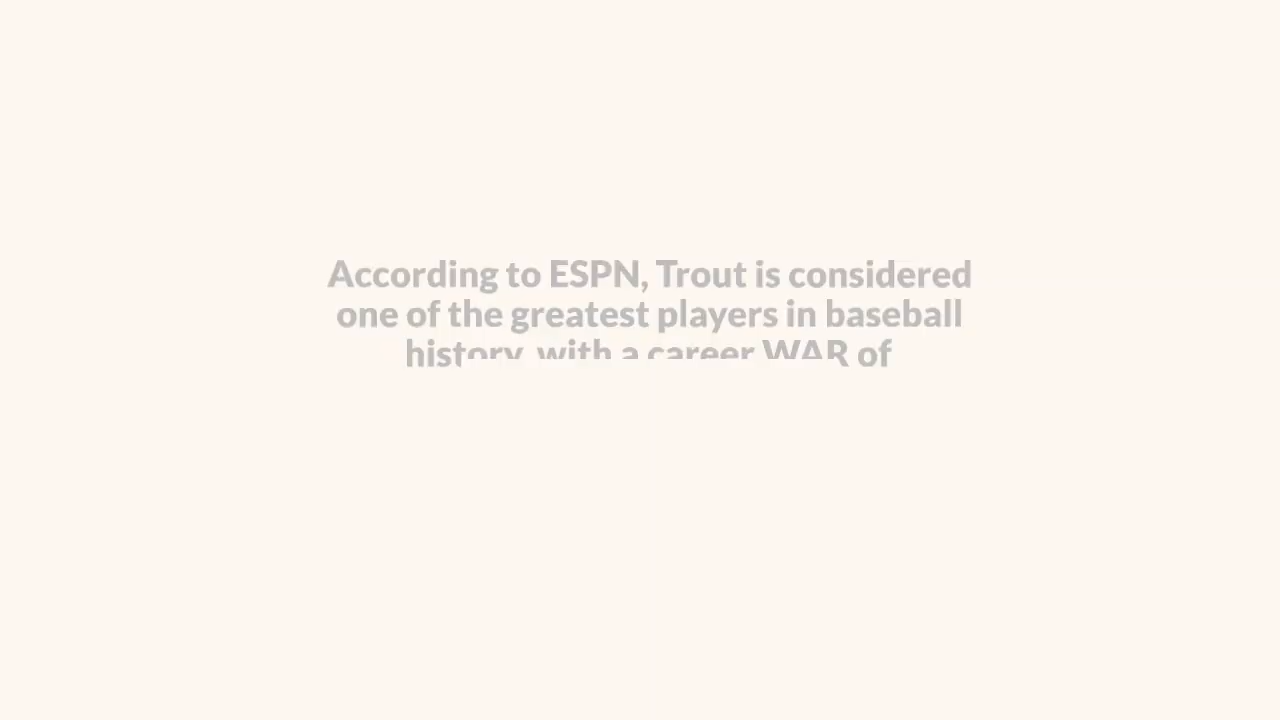 According to ESPN, Trout is considered
one of the greatest players in baseball
history, with a career WAR of